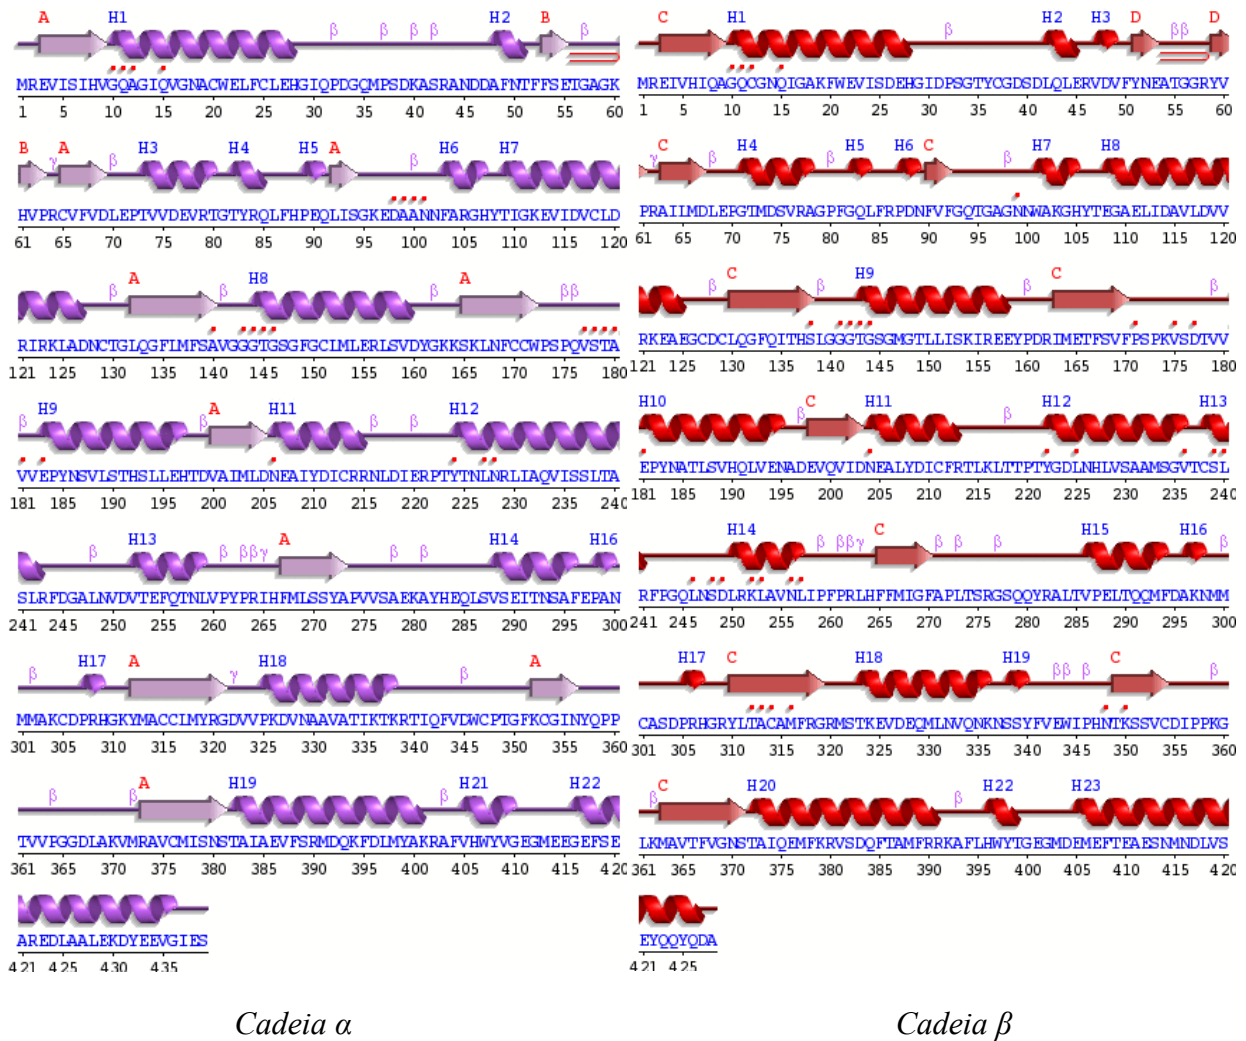 A H1 H2 B
β β β β β
MREVISIHVGQAGIQVGNACWELFCLEHGIQPDGQMPSDKASRANDDAFNTFFSETGAGK
1 5 10 15 20 25 30 35 40 45 50 55 60
B A H3 H4 H5 A H6 H7
γ β β
HVPRCVFVDLEPTVVDEVRTGTYRQLFHPEQLISGKEDAANNFARGHYTIGKEVIDVCLD
61 65 70 75 80 85 90 95 100 105 110 115 120
A H8 A
β β β β β
RIRKLADNCTGLQGFLMFSAVGGGTGSGFGCLMLERLSVDYGKKSKLNFCCWPSPQVSTA
121 125 130 135 140 145 150 155 160 165 170 175 180
H9 A H11 H12
β β β β
VVEPYNSVLSTHSLLEHTDVAIMLDNEAIYDICRRNLDIERPTYTNLNRLIAQVISSLTA
181 185 190 195 200 205 210 215 220 225 230 235 240
H13 A H14 H16
β β β β γ β β
SLRFDGALNVDVTEFQTNLVPYPRIHFMLSSYAPVVSAEKAYHEQLSVSEITNSAFEPAN
241 245 250 255 260 265 270 275 280 285 290 295 300
H17 A H18 A
β γ β
MMAKCDPRHGKYMACCLMYRGDVVPKDVNAAVATIKTKRTIQFVDWCPTGFKCGINYQPP
301 305 310 315 320 325 330 335 340 345 350 355 360
A H19 H21 H22
β β β
TVVPGGDLAKVMRAVCMISNSTAIAEVFSRMDQKFDLMYAKRAFVHWYVGEGMEEGEFSE
361 365 370 375 380 385 390 395 400 405 410 415 420
AREDLAALEKDYEEVGIES
421 425 430 435
C H1 H2 H3 D D
β β β
MREIVHIQAGQCGNQIGAKFWEVISDEHGIDPSGTYCGDSDLQLERVDVFYNEATGGRYV
1 5 10 15 20 25 30 35 40 45 50 55 60
C H4 H5 H6 C H7 H8
γ β β β
PRAILMDLEPGTMDSVRAGPFGQLFRPDNFVFGQTGAGNNWAKGHYTEGAELIDAVLDVV
61 65 70 75 80 85 90 95 100 105 110 115 120
C H9 C
β β β β
RKEAEGCDCLQGFQITHSLGGGTGSGMGTLLISKIREEYPDRIMETFSVFPSPKVSDTVV
121 125 130 135 140 145 150 155 160 165 170 175 180
H10 C H11 H12 H13
β β
EPYNATLSVHQLVENADEVQVIDNEALYDICFRTLKLTTPTYGDLNHLVSAAMSGVTCSL
181 185 190 195 200 205 210 215 220 225 230 235 240
H14 C H15 H16
β β β γ β β β β
RFPGQLNSDLRKLAVNLIPFPRLHFFMIGFAPLTSRGSQQYRALTVPELTQQMFDAKNMM
241 245 250 255 260 265 270 275 280 285 290 295 300
H17 C H18 H19 C
β β β β
CASDPRHGRYLTACAMFRGRMSTKEVDEQMLNVQNKNSSYFVEWIPHNTKSSVCDIPPKG
301 305 310 315 320 325 330 335 340 345 350 355 360
C H20 H22 H23
β β
LKMAVTFVGNSTAIQEMFKRVSDQFTAMFRRKAFLHWYTGEGMDEMEFTEAESNMNDLVS
361 365 370 375 380 385 390 395 400 405 410 415 420
EYQQYQDA
421 425
Cadeia α
Cadeia β